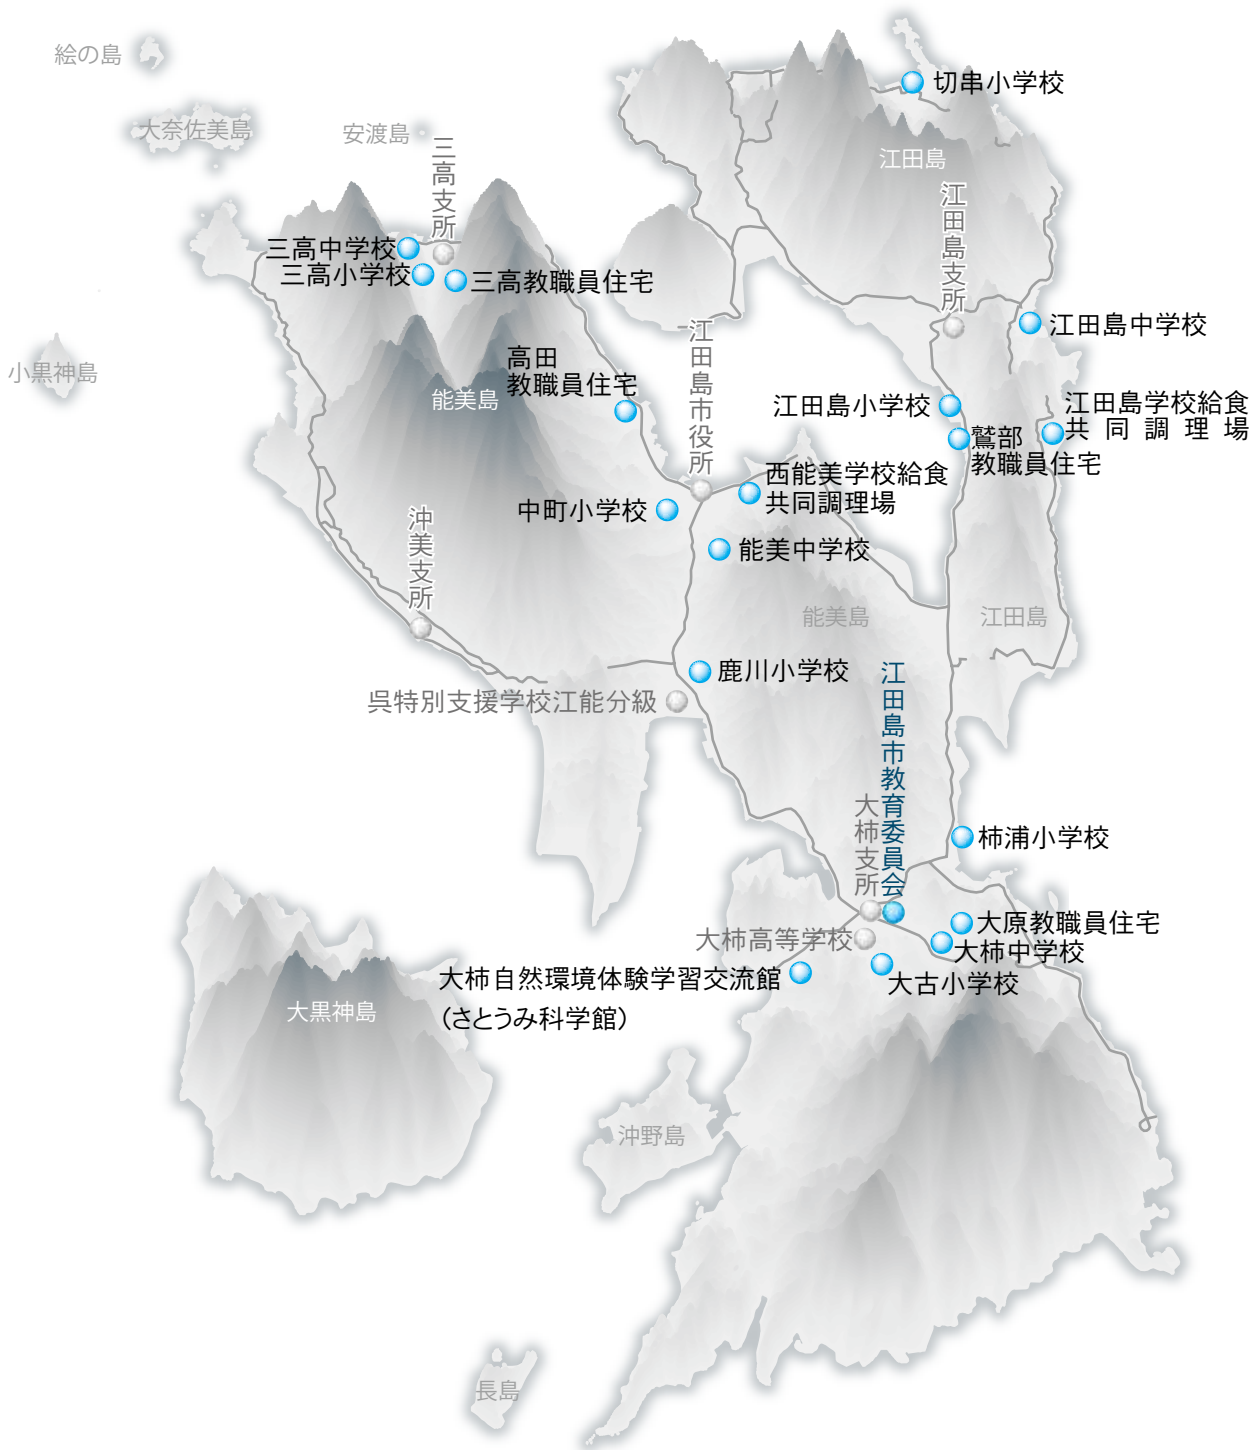 絵の島
切串小学校
大奈佐美島
安渡島
江田島
三高支所
江田島支所
三高中学校
三高小学校
三高教職員住宅
江田島中学校
小黒神島
江田島市役所
高田
教職員住宅
能美島
江田島小学校
江田島学校給食
共同調理場
鷲部
教職員住宅
西能美学校給食
共同調理場
中町小学校
沖美支所
能美中学校
能美島
江田島
鹿川小学校
呉特別支援学校江能分級
江田島市教育委員会
大柿支所
柿浦小学校
大原教職員住宅
大柿高等学校
大柿中学校
大柿自然環境体験学習交流館
（さとうみ科学館）
大古小学校
大黒神島
沖野島
長島